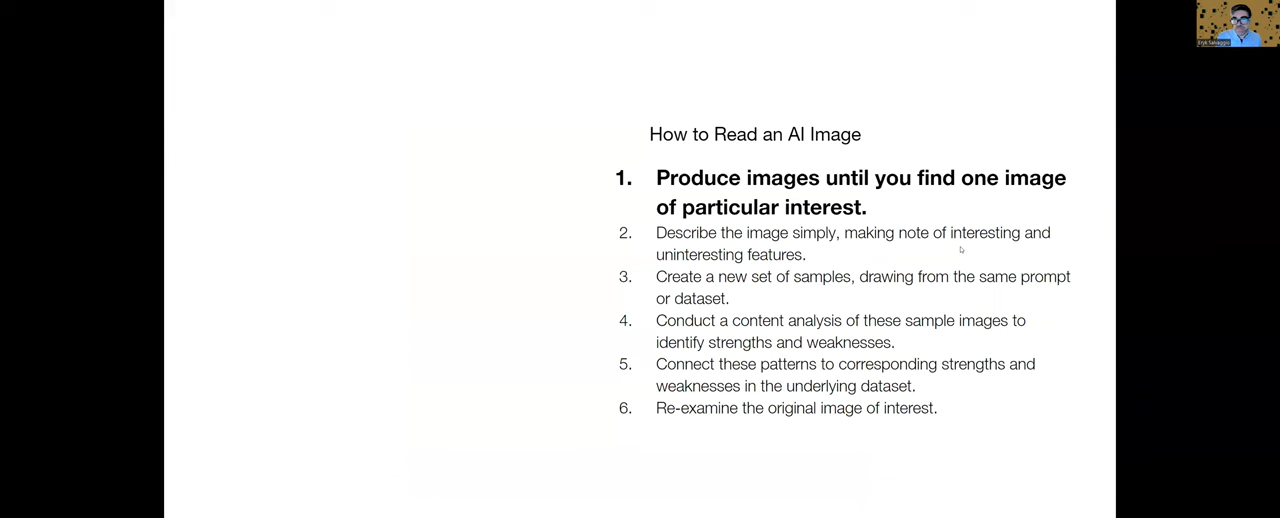 Eryk Salvaggio
How to Read an AI Image
1. Produce images until you find one image
of particular interest.
2. Describe the image simply, making note of interesting and
uninteresting features.
3. Create a new set of samples, drawing from the same prompt
or dataset.
4. Conduct a content analysis of these sample images to
identify strengths and weaknesses.
5. Connect these patterns to corresponding strengths and
weaknesses in the underlying dataset.
6. Re-examine the original image of interest.